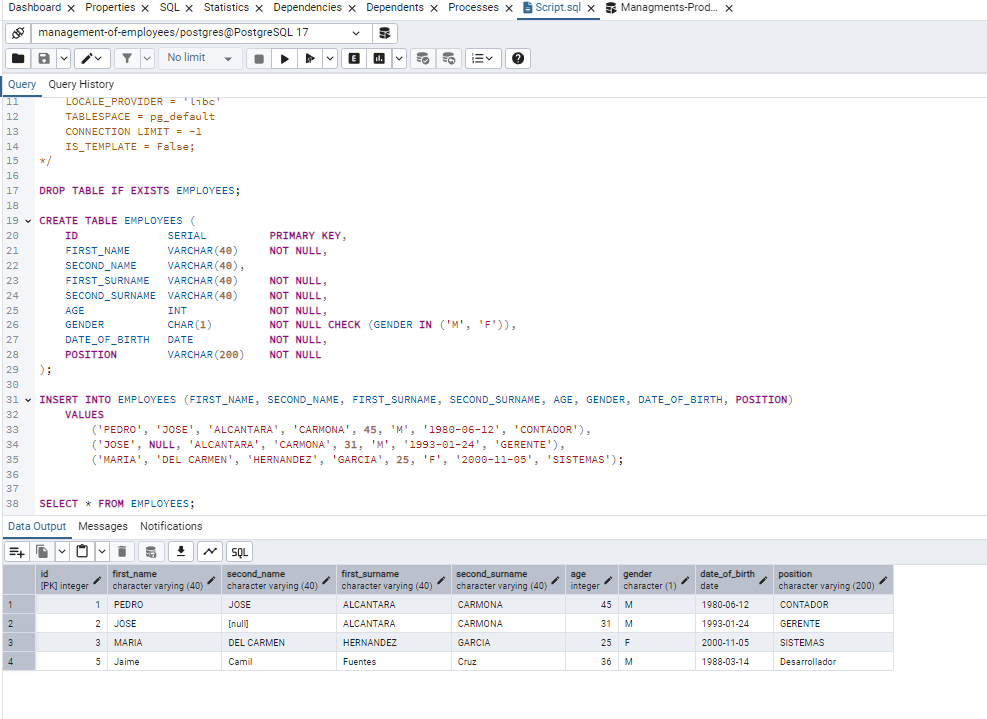 Dashboard Properties SQL Statistics Dependencies Dependents Processes Script.sql Managments-Prod...
management-of-employees/postgres@PostgreSQL 17
No limit
Query Query History
11 LOCALE_PROVIDER = 'libc'
12 TABLESPACE = pg_default
13 CONNECTION LIMIT = -1
14 IS_TEMPLATE = False;
15 */
16
17 DROP TABLE IF EXISTS EMPLOYEES;
18
19 CREATE TABLE EMPLOYEES (
20 ID SERIAL PRIMARY KEY,
21 FIRST_NAME VARCHAR(40) NOT NULL,
22 SECOND_NAME VARCHAR(40),
23 FIRST_SURNAME VARCHAR(40) NOT NULL,
24 SECOND_SURNAME VARCHAR(40) NOT NULL,
25 AGE INT NOT NULL,
26 GENDER CHAR(1) NOT NULL CHECK (GENDER IN ('M', 'F')),
27 DATE_OF_BIRTH DATE NOT NULL,
28 POSITION VARCHAR(200) NOT NULL
29 );
30
31 INSERT INTO EMPLOYEES (FIRST_NAME, SECOND_NAME, FIRST_SURNAME, SECOND_SURNAME, AGE, GENDER, DATE_OF_BIRTH, POSITION)
32 VALUES
33 ('PEDRO', 'JOSE', 'ALCANTARA', 'CARMONA', 45, 'M', '1980-06-12', 'CONTADOR'),
34 ('JOSE', NULL, 'ALCANTARA', 'CARMONA', 31, 'M', '1993-01-24', 'GERENTE'),
35 ('MARIA', 'DEL CARMEN', 'HERNANDEZ', 'GARCIA', 25, 'F', '2000-11-05', 'SISTEMAS');
36
37
38 SELECT * FROM EMPLOYEES;
Data Output Messages Notifications
SQL
id first_name second_name first_surname second_surname age gender date_of_birth position
[PK] integer character varying (40) character varying (40) character varying (40) character varying (40) integer character (1) date character varying (200)
1 1 PEDRO JOSE ALCANTARA CARMONA 45 M 1980-06-12 CONTADOR
2 2 JOSE [null] ALCANTARA CARMONA 31 M 1993-01-24 GERENTE
3 3 MARIA DEL CARMEN HERNANDEZ GARCIA 25 F 2000-11-05 SISTEMAS
4 5 Jaime Camil Fuentes Cruz 36 M 1988-03-14 Desarrollador